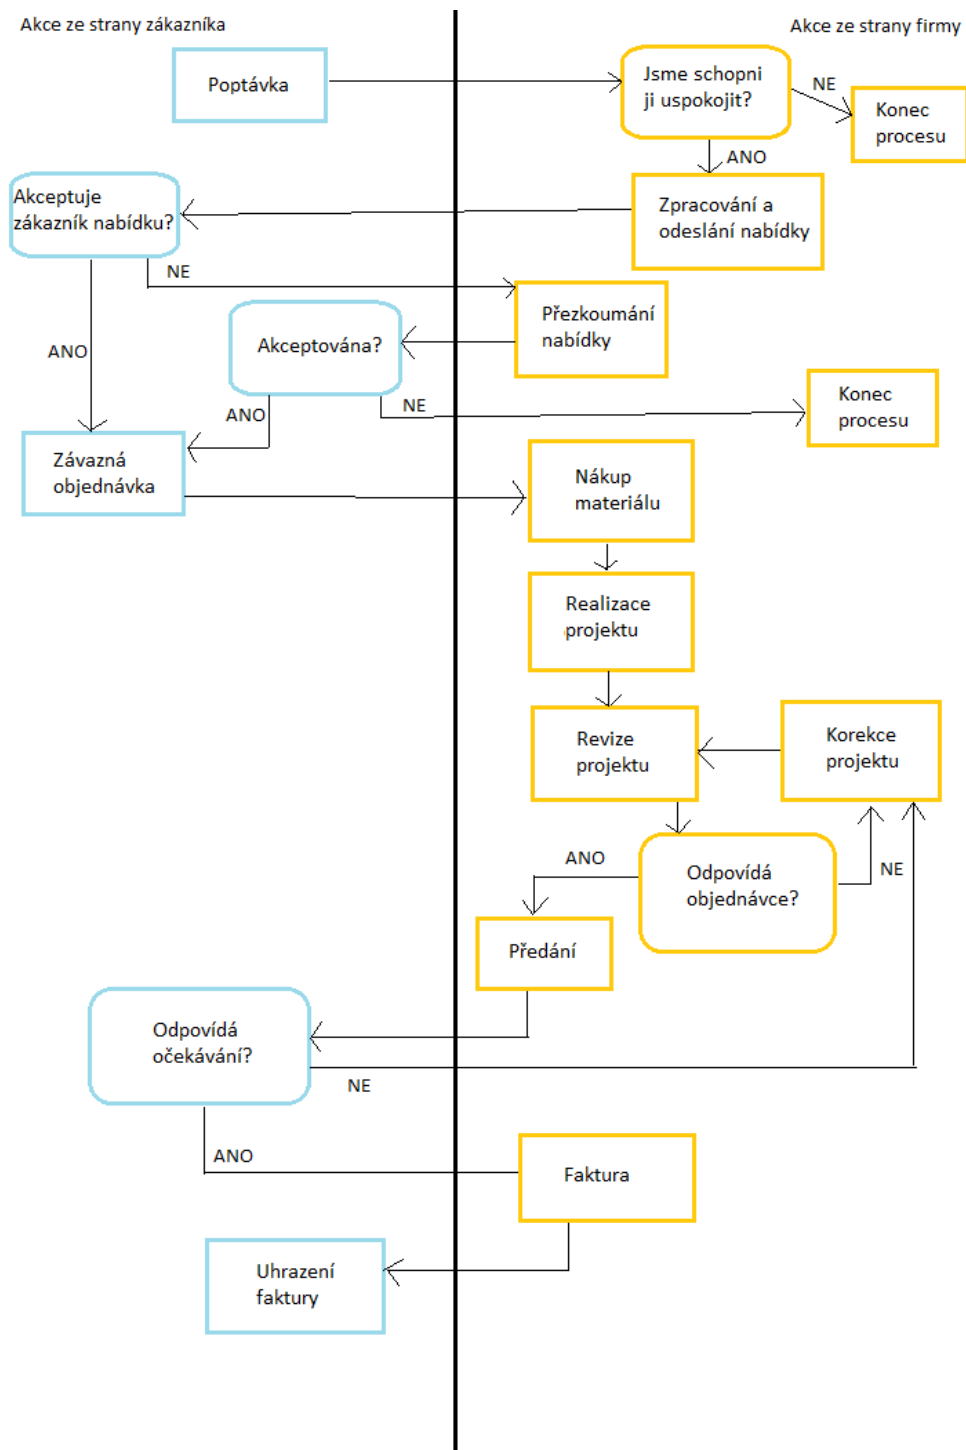 Akce ze strany zákazníka
Akce ze strany firmy
Poptávka
Jsme schopni
ji uspokojit?
NE
Konec
procesu
ANO
Akceptuje
zákazník nabídku?
Zpracování a
odeslání nabídky
NE
Přezkoumání
nabídky
Akceptována?
ANO
ANO
NE
Konec
procesu
Závazná
objednávka
Nákup
materiálu
Realizace
projektu
Revize
projektu
Korekce
projektu
ANO
Odpovídá
objednávce?
NE
Předání
Odpovídá
očekávání?
NE
ANO
Faktura
Uhrazení
faktury